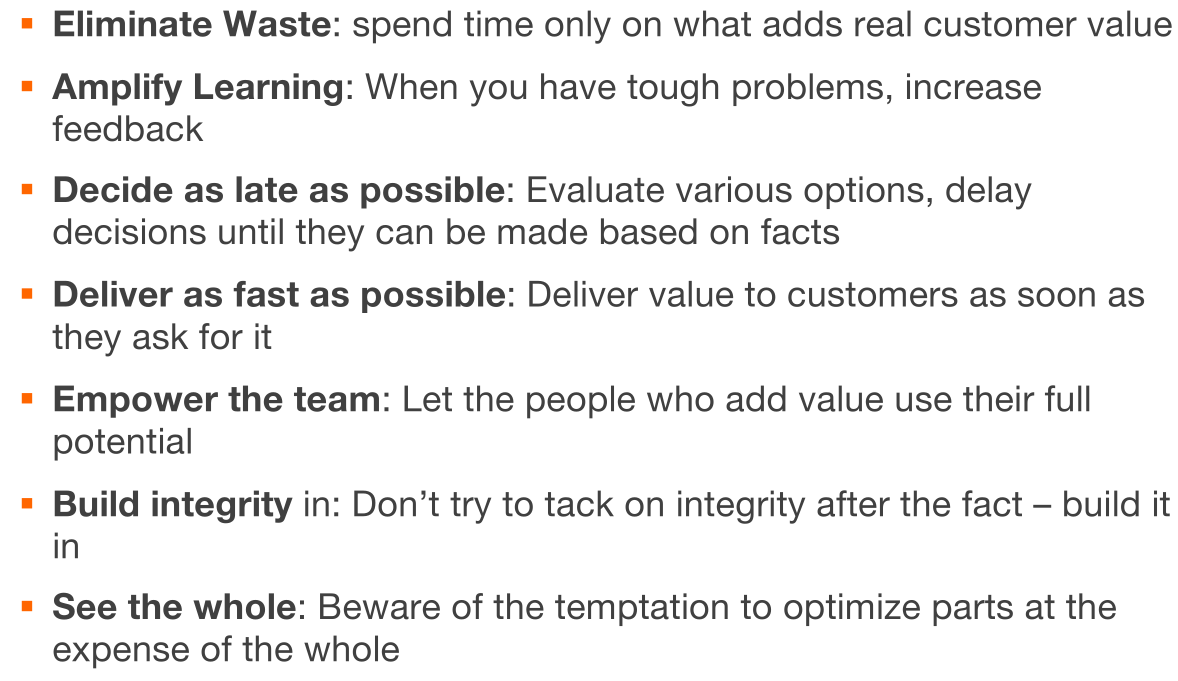 ▪ Eliminate Waste: spend time only on what adds real customer value
▪ Amplify Learning: When you have tough problems, increase
feedback
▪ Decide as late as possible: Evaluate various options, delay
decisions until they can be made based on facts
▪ Deliver as fast as possible: Deliver value to customers as soon as
they ask for it
▪ Empower the team: Let the people who add value use their full
potential
▪ Build integrity in: Don’t try to tack on integrity after the fact – build it
in
▪ See the whole: Beware of the temptation to optimize parts at the
expense of the whole